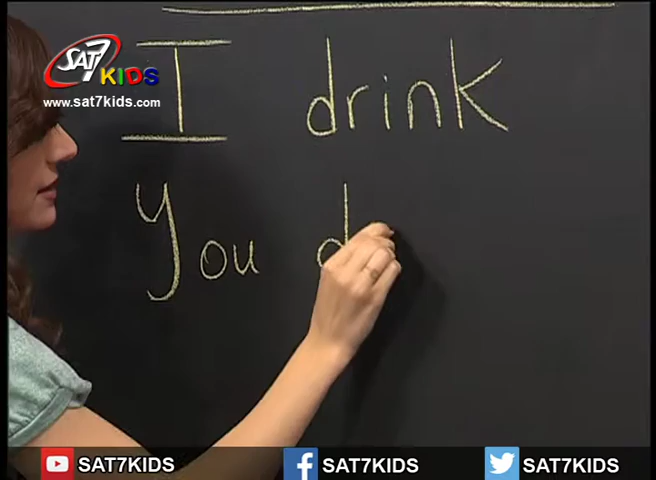 SAT7 KIDS
www.sat7kids.com
I drink
You d
SAT7KIDS SAT7KIDS SAT7KIDS